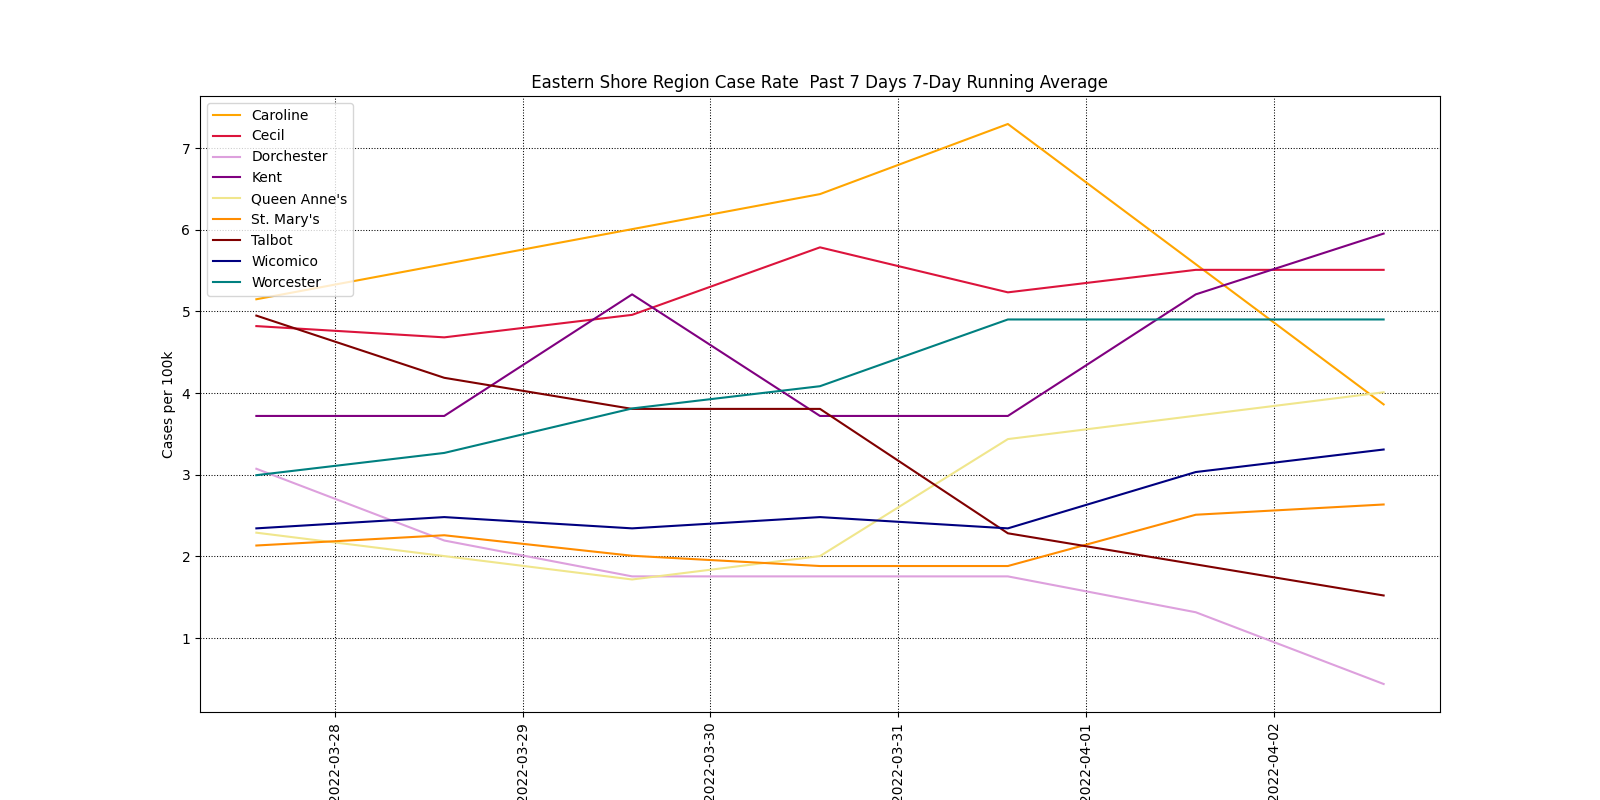 Eastern Shore Region Case Rate  Past 7 Days 7-Day Running Average
Caroline
Cecil
Dorchester
Kent
Queen Anne's
St. Mary's
Talbot
Wicomico
Worcester
Cases per 100k
7
6
5
4
3
2
1
2022-03-28
2022-03-29
2022-03-30
2022-03-31
2022-04-01
2022-04-02